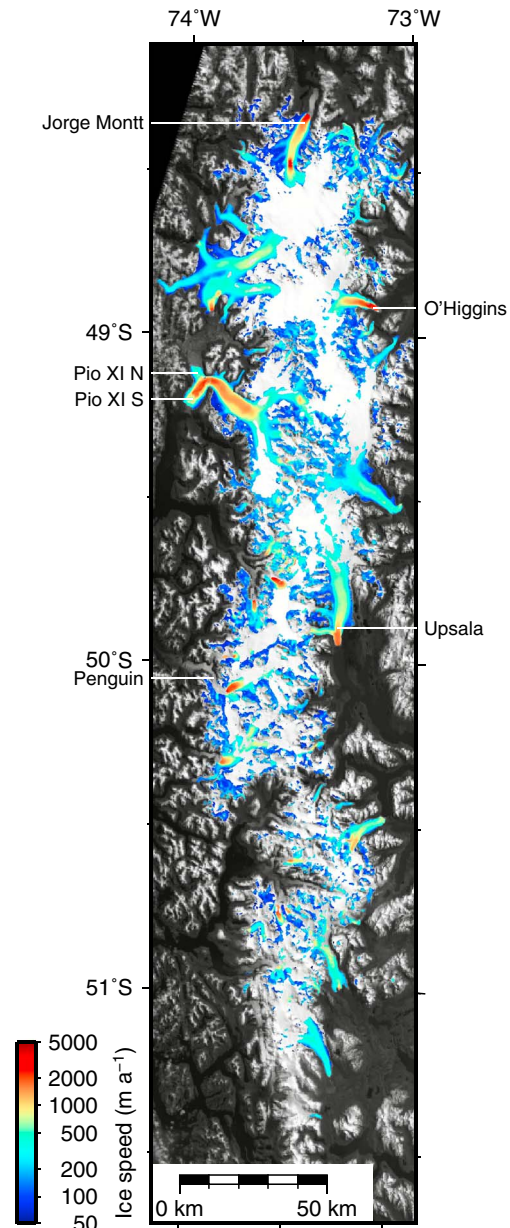 74˚W
73˚W
Jorge Montt
O'Higgins
49˚S
Pio XI N
Pio XI S
Upsala
50˚S
Penguin
51˚S
5000
2000
1000
500
200
100
50
Ice speed (m a⁻¹)
0 km
50 km